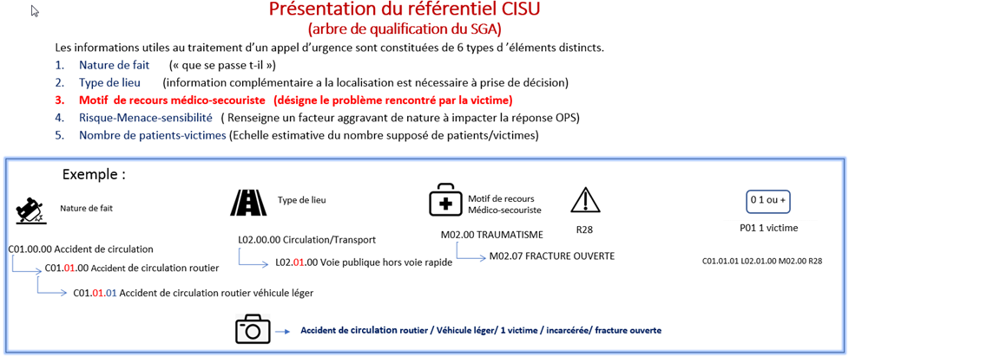 Présentation du référentiel CISU
(arbre de qualification du SGA)
Les informations utiles au traitement d’un appel d’urgence sont constituées de 6 types d ’éléments distincts.
1. Nature de fait (« que se passe t-il »)
2. Type de lieu (information complémentaire a la localisation est nécessaire à prise de décision)
3. Motif de recours médico-secouriste (désigne le problème rencontré par la victime)
4. Risque-Menace-sensibilité ( Renseigne un facteur aggravant de nature à impacter la réponse OPS)
5. Nombre de patients-victimes (Echelle estimative du nombre supposé de patients/victimes)
Exemple :
Nature de fait
C01.00.00 Accident de circulation
C01.01.00 Accident de circulation routier
C01.01.01 Accident de circulation routier véhicule léger
Type de lieu
L02.00.00 Circulation/Transport
L02.01.00 Voie publique hors voie rapide
Motif de recours
Médico-secouriste
M02.00 TRAUMATISME
M02.07 FRACTURE OUVERTE
R28
0 1 ou +
P01 1 victime
C01.01.01 L02.01.00 M02.00 R28
Accident de circulation routier / Véhicule léger/ 1 victime / incarcérée/ fracture ouverte